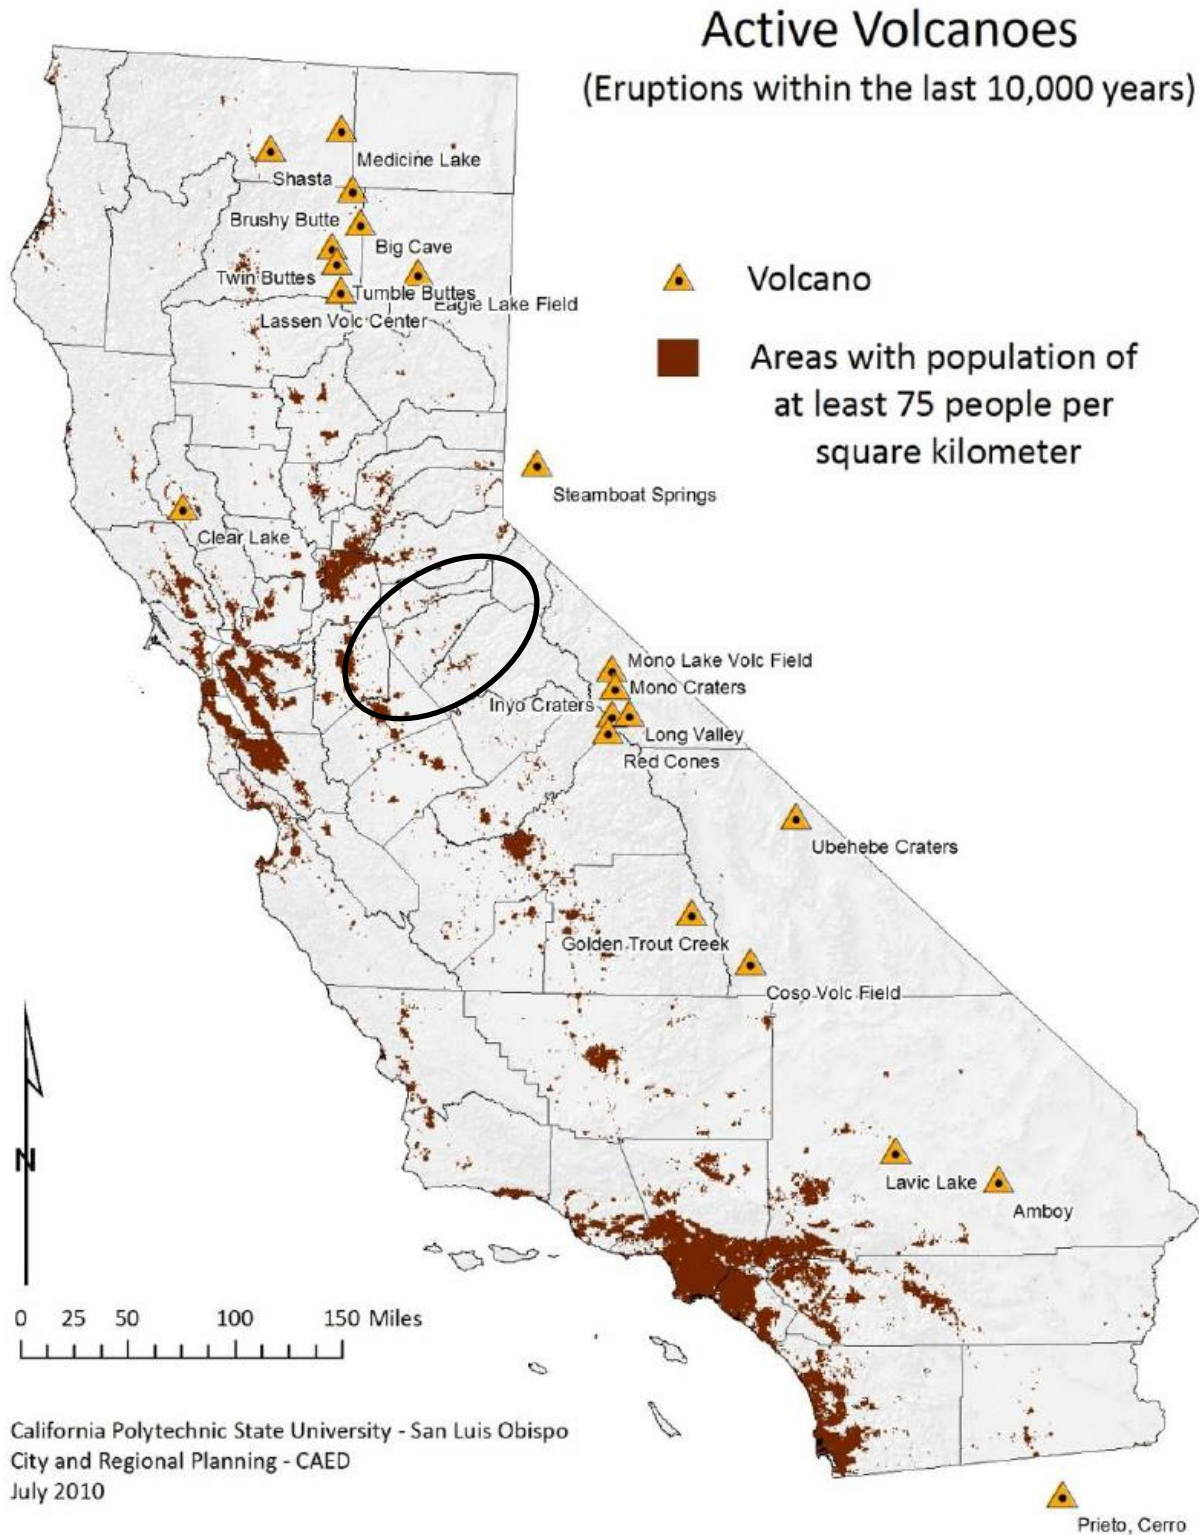 Active Volcanoes
(Eruptions within the last 10,000 years)
Medicine Lake
Shasta
Brushy Butte
Big Cave
Twin Buttes
Tumble Buttes
Eagle Lake Field
Lassen Volc Center
Volcano
Areas with population of
at least 75 people per
square kilometer
Steamboat Springs
Clear Lake
Mono Lake Volc Field
Mono Craters
Inyo Craters
Long Valley
Red Cones
Ubehebe Craters
Golden Trout Creek
Coso Volc Field
N
Lavic Lake
Amboy
0 25 50 100 150 Miles
California Polytechnic State University - San Luis Obispo
City and Regional Planning - CAED
July 2010
Prieto, Cerro